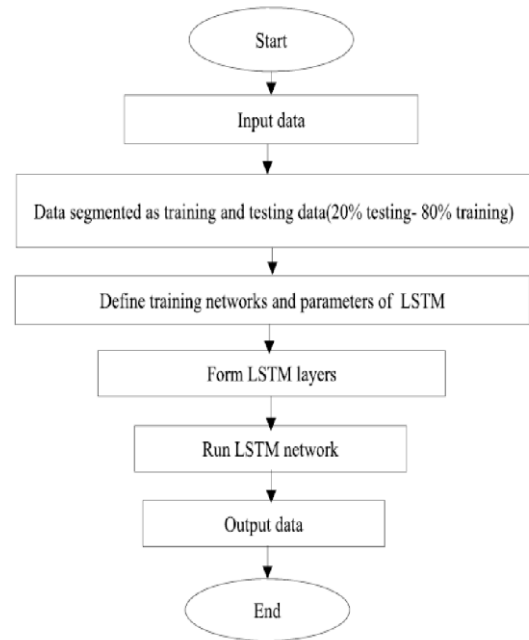 Start
Input data
Data segmented as training and testing data(20% testing- 80% training)
Define training networks and parameters of LSTM
Form LSTM layers
Run LSTM network
Output data
End